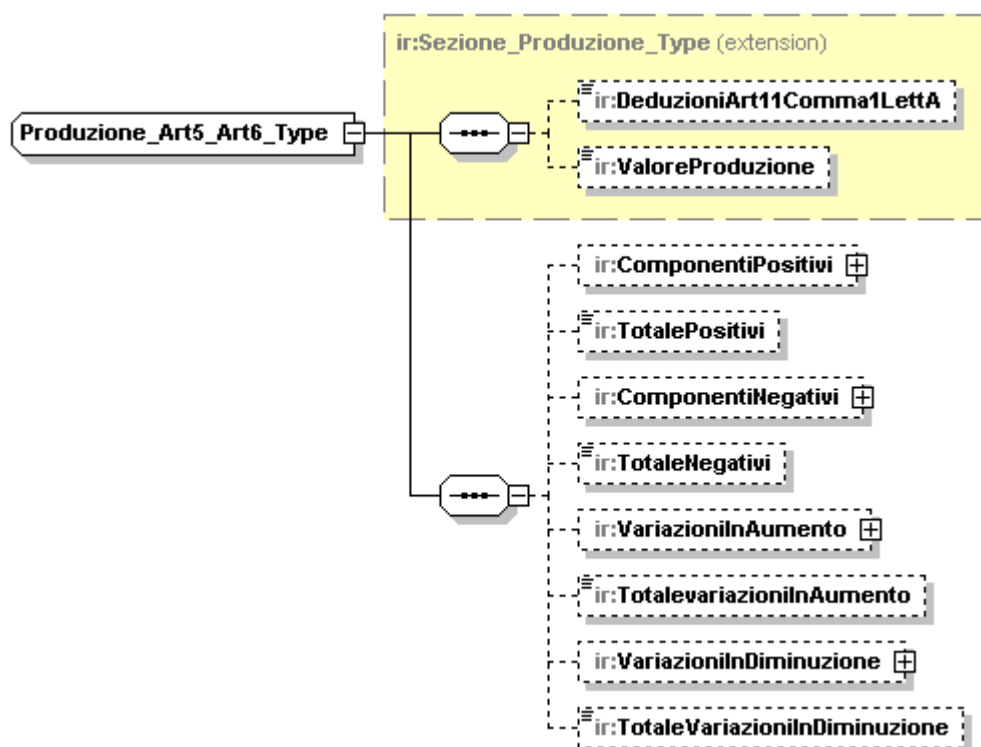 ir:Sezione_Produzione_Type (extension)
ir:DeduzioniArt11Comma1LettA
Produzione_Art5_Art6_Type
ir:ValoreProduzione
ir:ComponentiPositivi
ir:TotalePositivi
ir:ComponentiNegativi
ir:TotaleNegativi
ir:VariazioniInAumento
ir:TotalevariazioniInAumento
ir:VariazioniInDiminuzione
ir:TotaleVariazioniInDiminuzione